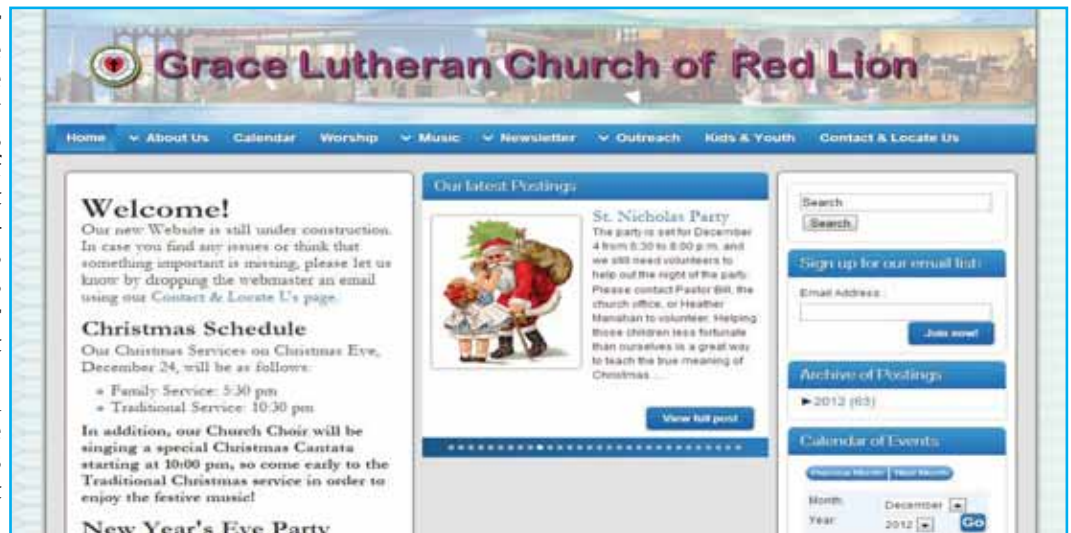 Grace Lutheran Church of Red Lion
Home About Us Calendar Worship Music Newsletter Outreach Kids & Youth Contact & Locate Us
Welcome!
Our new Website is still under construction.
In case you find any issues or think that
something important is missing, please let us
know by dropping the webmaster an email
using our Contact & Locate Us page.
Christmas Schedule
Our Christmas Services on Christmas Eve,
December 24, will be as follows:
Family Service: 5:30 pm
Traditional Service: 10:30 pm
In addition, our Church Choir will be
singing a special Christmas Cantata
starting at 10:00 pm, so come early to the
Traditional Christmas service in order to
enjoy the festive music!
New Year's Eve Party
Our latest Postings
St. Nicholas Party
The party is set for December
4 from 6:30 to 8:00 p.m. and
we still need volunteers to
help out the night of the party.
Please contact Pastor Bill, the
church office, or Heather
Manahan to volunteer. Helping
those children less fortunate
than ourselves is a great way
to teach the true meaning of
Christmas ...
View full post
Search
Search
Sign up for our email list:
Email Address:
Join now!
Archive of Postings
►2012 (63)
Calendar of Events
Previous Month Next Month
Month: December
Year: 2012 Go